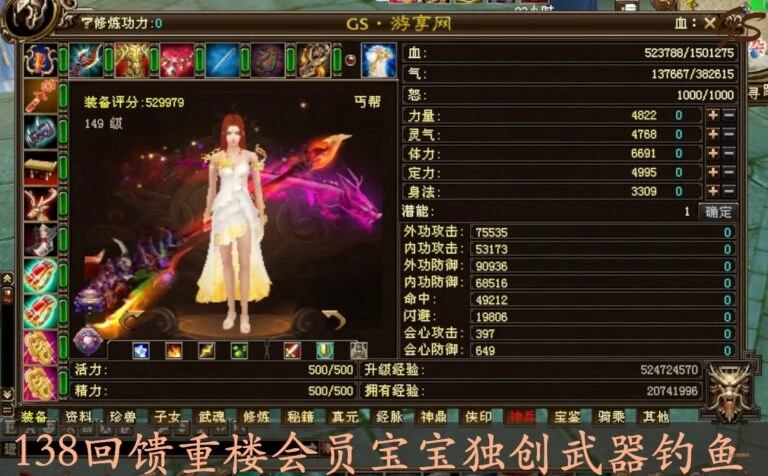 修炼功力:0
GS·游享网
血:
装备评分:529979
丐帮
149 级
血: 523788/1501275
气: 137667/382615
怒: 1000/1000
力量: 4822 0
灵气: 4768 0
体力: 6691 0
定力: 4995 0
身法: 3309 0
潜能: 1 确定
外功攻击: 75535 0
内功攻击: 53173 0
外功防御: 90936 0
内功防御: 68516 0
命中: 49212 0
闪避: 19806 0
会心攻击: 397 0
会心防御: 649 0
活力: 500/500 升级经验: 524724570
精力: 500/500 拥有经验: 20741996
装备 资料 珍兽 子女 武魂 修炼 秘籍 真元 经脉 神鼎 侠印 神兵 宝鉴 骑乘 其他
138回馈重楼会员宝宝独创武器钓鱼